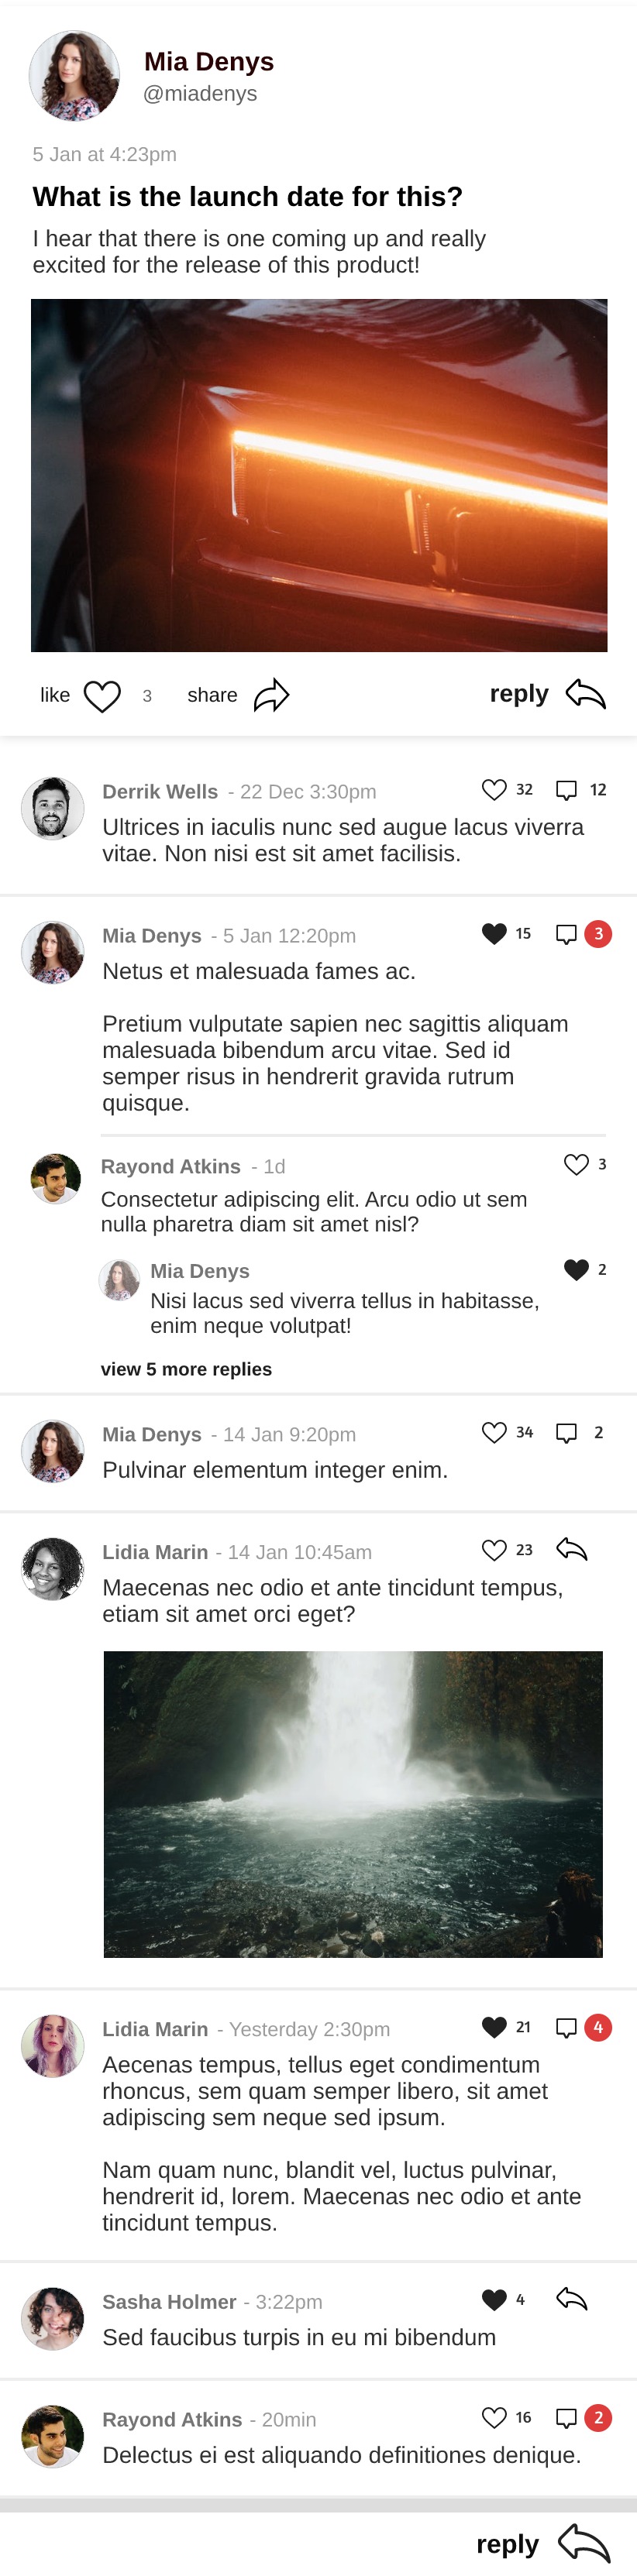 Mia Denys
@miadenys
5 Jan at 4:23pm
What is the launch date for this?
I hear that there is one coming up and really
excited for the release of this product!
like 3 share reply
Derrik Wells - 22 Dec 3:30pm 32 12
Ultrices in iaculis nunc sed augue lacus viverra
vitae. Non nisi est sit amet facilisis.
Mia Denys - 5 Jan 12:20pm 15 3
Netus et malesuada fames ac.
Pretium vulputate sapien nec sagittis aliquam
malesuada bibendum arcu vitae. Sed id
semper risus in hendrerit gravida rutrum
quisque.
Rayond Atkins - 1d 3
Consectetur adipiscing elit. Arcu odio ut sem
nulla pharetra diam sit amet nisl?
Mia Denys 2
Nisi lacus sed viverra tellus in habitasse,
enim neque volutpat!
view 5 more replies
Mia Denys - 14 Jan 9:20pm 34 2
Pulvinar elementum integer enim.
Lidia Marin - 14 Jan 10:45am 23
Maecenas nec odio et ante tincidunt tempus,
etiam sit amet orci eget?
Lidia Marin - Yesterday 2:30pm 21 4
Aecenas tempus, tellus eget condimentum
rhoncus, sem quam semper libero, sit amet
adipiscing sem neque sed ipsum.
Nam quam nunc, blandit vel, luctus pulvinar,
hendrerit id, lorem. Maecenas nec odio et ante
tincidunt tempus.
Sasha Holmer - 3:22pm 4
Sed faucibus turpis in eu mi bibendum
Rayond Atkins - 20min 16 2
Delectus ei est aliquando definitiones denique.
reply